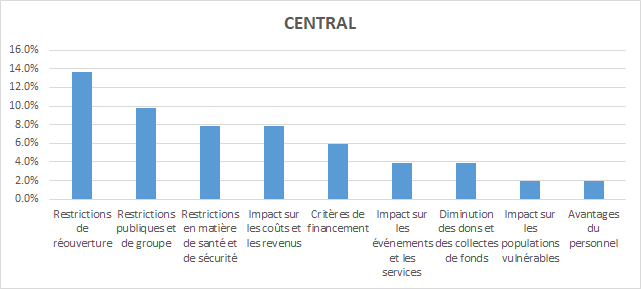 CENTRAL
16.0%
14.0%
12.0%
10.0%
8.0%
6.0%
4.0%
2.0%
0.0%
Restrictions
de
réouverture
Restrictions
publiques et
de groupe
Restrictions
en matière
de santé et
de sécurité
Impact sur
les coûts et
les revenus
Critères de
financement
Impact sur
les
événements
et les
services
Diminution
des dons et
des collectes
de fonds
Impact sur
les
populations
vulnérables
Avantages
du
personnel